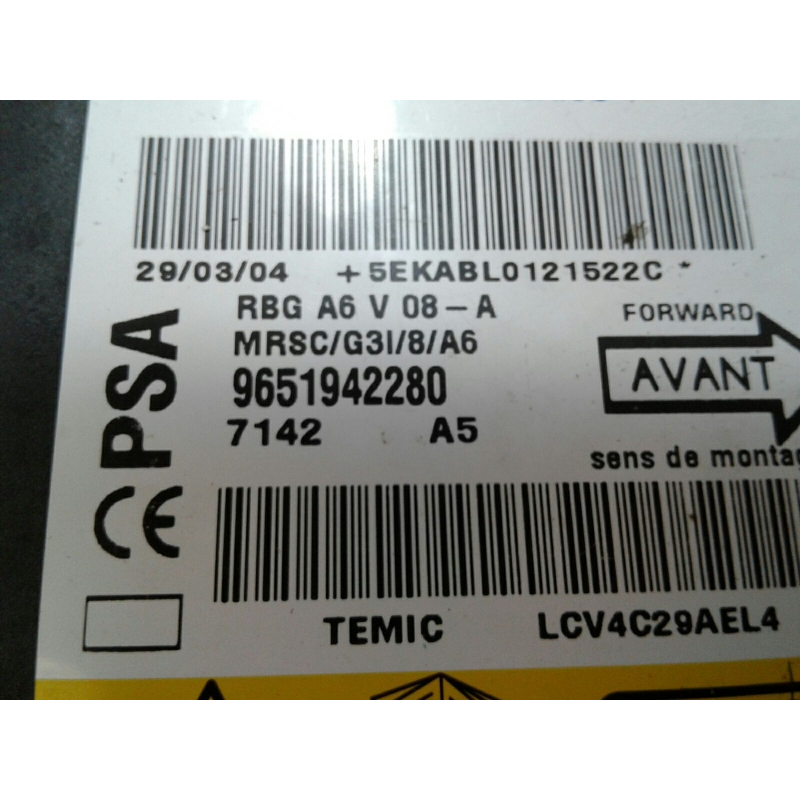 29/03/04 +5EKABL0121522C *
RBG A6 V 08-A
MRSC/G3I/8/A6
9651942280
7142 A5
PSA
CE
FORWARD
AVANT
sens de
TEMIC LCV4C29AEL4